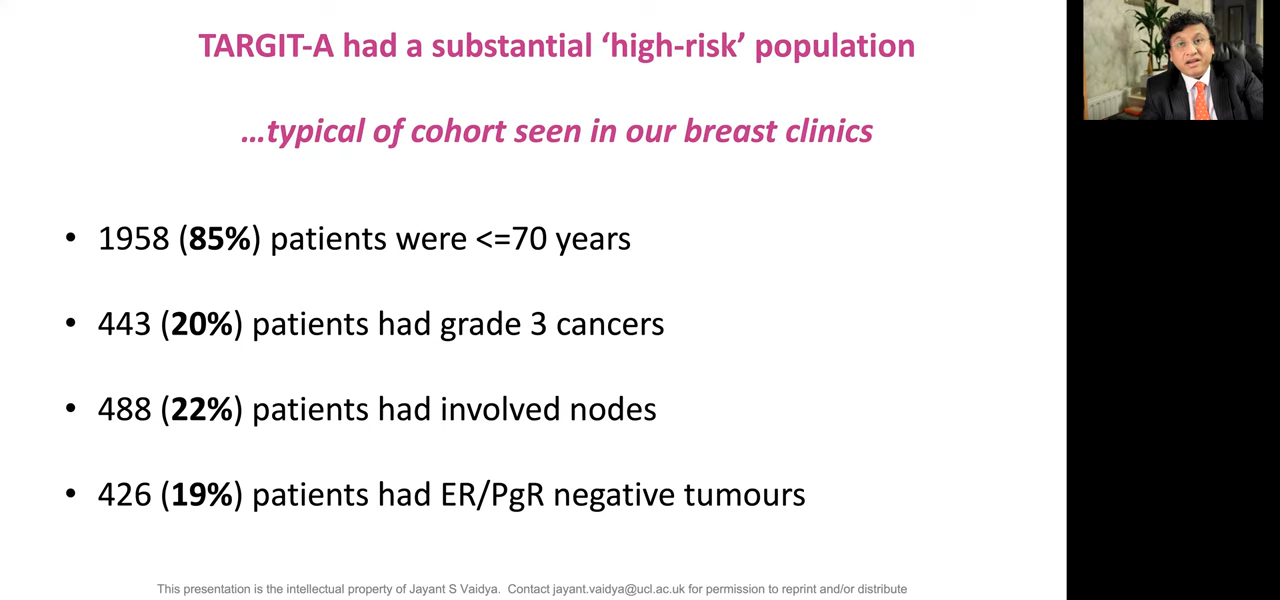 TARGIT-A had a substantial ‘high-risk’ population
…typical of cohort seen in our breast clinics
• 1958 (85%) patients were <=70 years
• 443 (20%) patients had grade 3 cancers
• 488 (22%) patients had involved nodes
• 426 (19%) patients had ER/PgR negative tumours
This presentation is the intellectual property of Jayant S Vaidya. Contact jayant.vaidya@ucl.ac.uk for permission to reprint and/or distribute